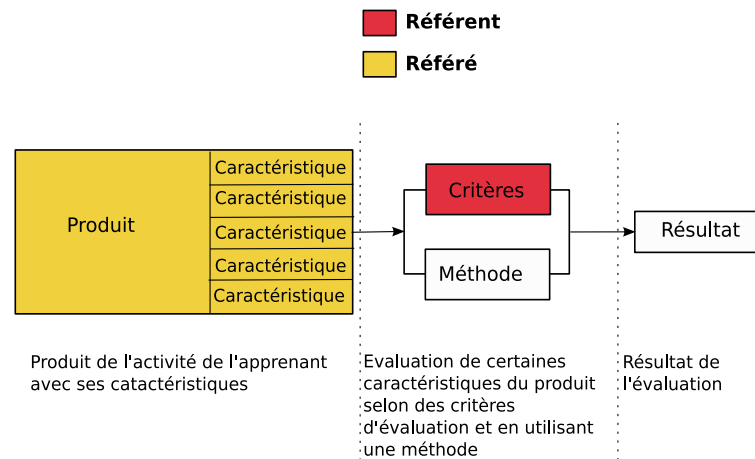 Référent
Référé
Produit
Caractéristique
Caractéristique
Caractéristique
Caractéristique
Caractéristique
Critères
Méthode
Résultat
Produit de l'activité de l'apprenant
avec ses catactéristiques
Evaluation de certaines
caractéristiques du produit
selon des critères
d'évaluation et en utilisant
une méthode
Résultat de
l'évaluation